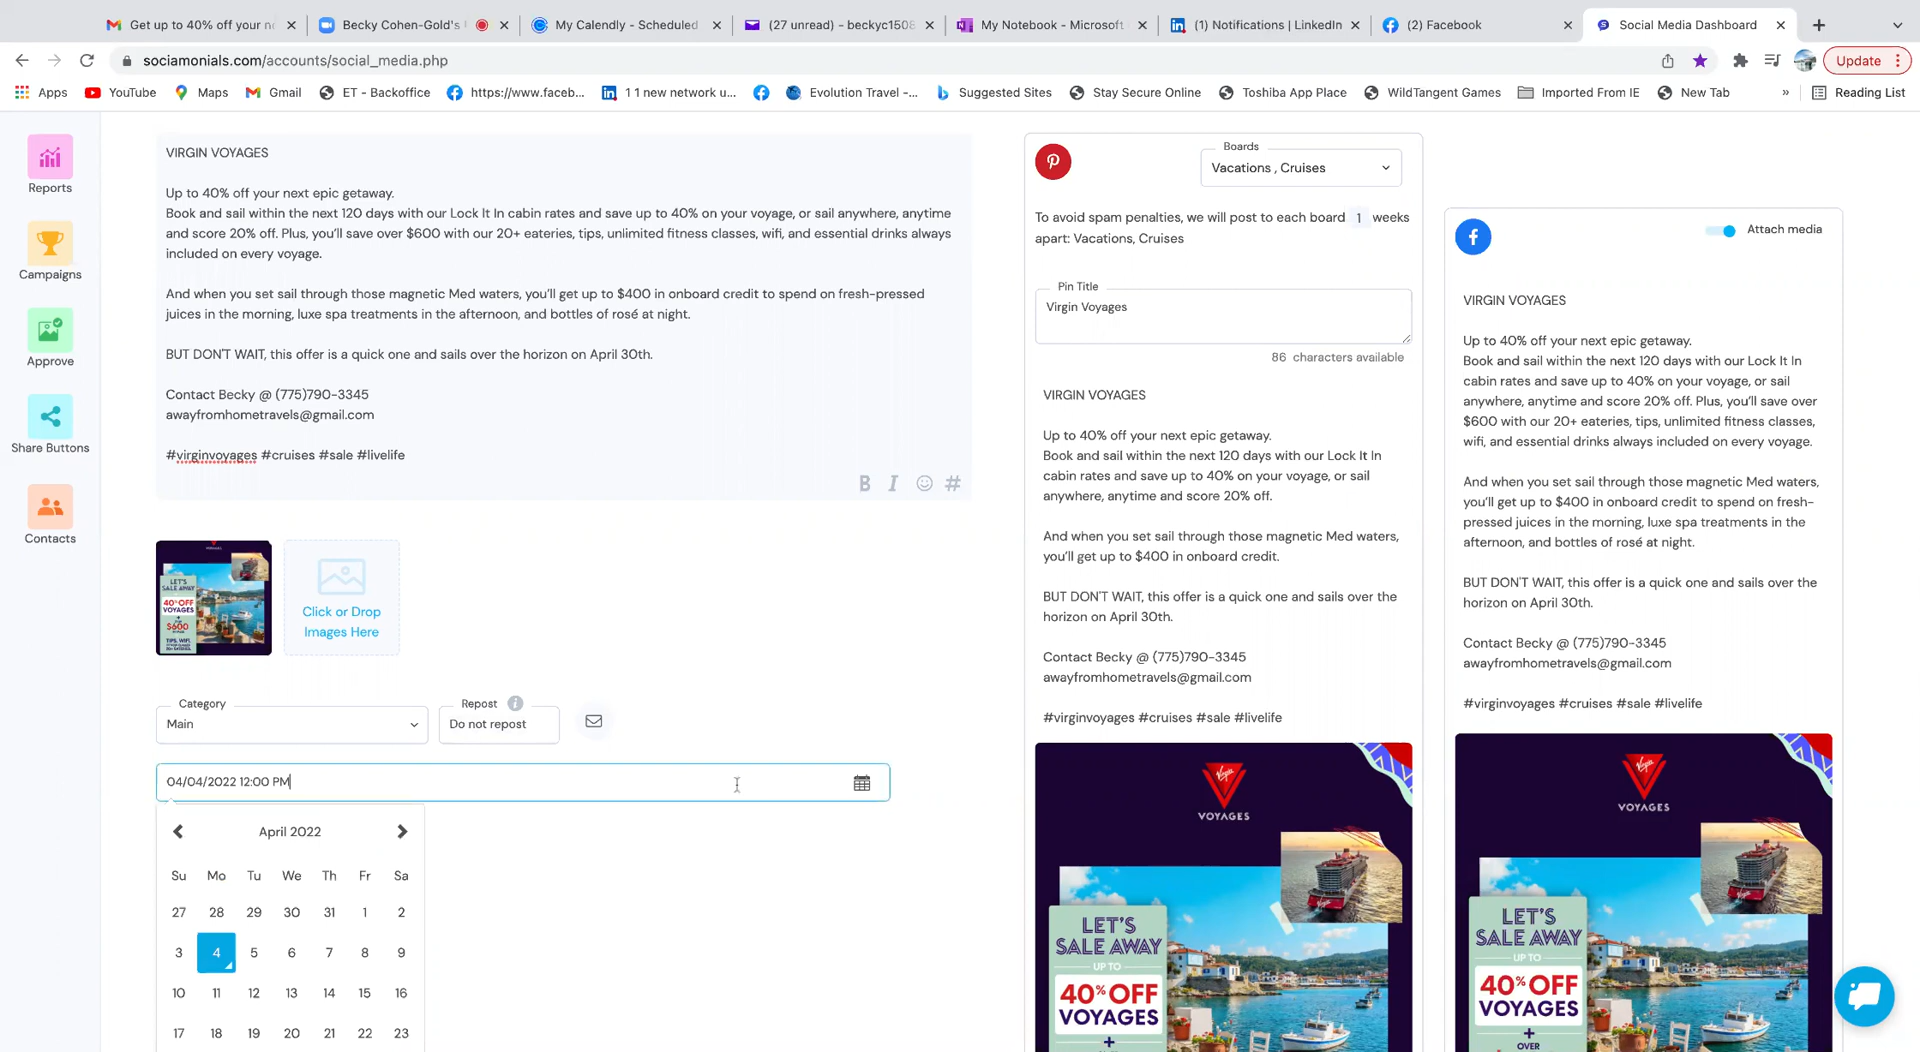 Get up to 40% off your ne
Becky Cohen-Gold's
My Calendly - Scheduled
(27 unread) - beckyc1508
My Notebook - Microsoft
(1) Notifications | LinkedIn
(2) Facebook
Social Media Dashboard
sociamonials.com/accounts/social_media.php
Update
Apps
YouTube
Maps
Gmail
ET - Backoffice
https://www.faceb...
1 1 new network u...
Evolution Travel -...
Suggested Sites
Stay Secure Online
Toshiba App Place
WildTangent Games
Imported From IE
New Tab
»
Reading List
Reports
Campaigns
Approve
Share Buttons
Contacts
VIRGIN VOYAGES
Up to 40% off your next epic getaway.
Book and sail within the next 120 days with our Lock It In cabin rates and save up to 40% on your voyage, or sail anywhere, anytime
and score 20% off. Plus, you'll save over $600 with our 20+ eateries, tips, unlimited fitness classes, wifi, and essential drinks always
included on every voyage.
And when you set sail through those magnetic Med waters, you'll get up to $400 in onboard credit to spend on fresh-pressed
juices in the morning, luxe spa treatments in the afternoon, and bottles of rosé at night.
BUT DON'T WAIT, this offer is a quick one and sails over the horizon on April 30th.
Contact Becky @ (775)790-3345
awayfromhometravels@gmail.com
#virginvoyages #cruises #sale #livelife
B I #
LET'S
SALE AWAY
40% OFF
VOYAGES
+
$600
TIPS, WIFI,
Click or Drop
Images Here
Category
Main
Repost
Do not repost
04/04/2022 12:00 PM
April 2022
Su Mo Tu We Th Fr Sa
27 28 29 30 31 1 2
3 4 5 6 7 8 9
10 11 12 13 14 15 16
17 18 19 20 21 22 23
Boards
Vacations , Cruises
To avoid spam penalties, we will post to each board 1 weeks
apart: Vacations, Cruises
Pin Title
Virgin Voyages
86 characters available
VIRGIN VOYAGES
Up to 40% off your next epic getaway.
Book and sail within the next 120 days with our Lock It In
cabin rates and save up to 40% on your voyage, or sail
anywhere, anytime and score 20% off.
And when you set sail through those magnetic Med waters,
you'll get up to $400 in onboard credit.
BUT DON'T WAIT, this offer is a quick one and sails over the
horizon on April 30th.
Contact Becky @ (775)790-3345
awayfromhometravels@gmail.com
#virginvoyages #cruises #sale #livelife
Virgin
VOYAGES
LET'S
SALE AWAY
UP TO
40% OFF
VOYAGES
+
Attach media
VIRGIN VOYAGES
Up to 40% off your next epic getaway.
Book and sail within the next 120 days with our Lock It In
cabin rates and save up to 40% on your voyage, or sail
anywhere, anytime and score 20% off. Plus, you'll save over
$600 with our 20+ eateries, tips, unlimited fitness classes,
wifi, and essential drinks always included on every voyage.
And when you set sail through those magnetic Med waters,
you'll get up to $400 in onboard credit to spend on fresh-
pressed juices in the morning, luxe spa treatments in the
afternoon, and bottles of rosé at night.
BUT DON'T WAIT, this offer is a quick one and sails over the
horizon on April 30th.
Contact Becky @ (775)790-3345
awayfromhometravels@gmail.com
#virginvoyages #cruises #sale #livelife
Virgin
VOYAGES
LET'S
SALE AWAY
UP TO
40% OFF
VOYAGES
+
OVER